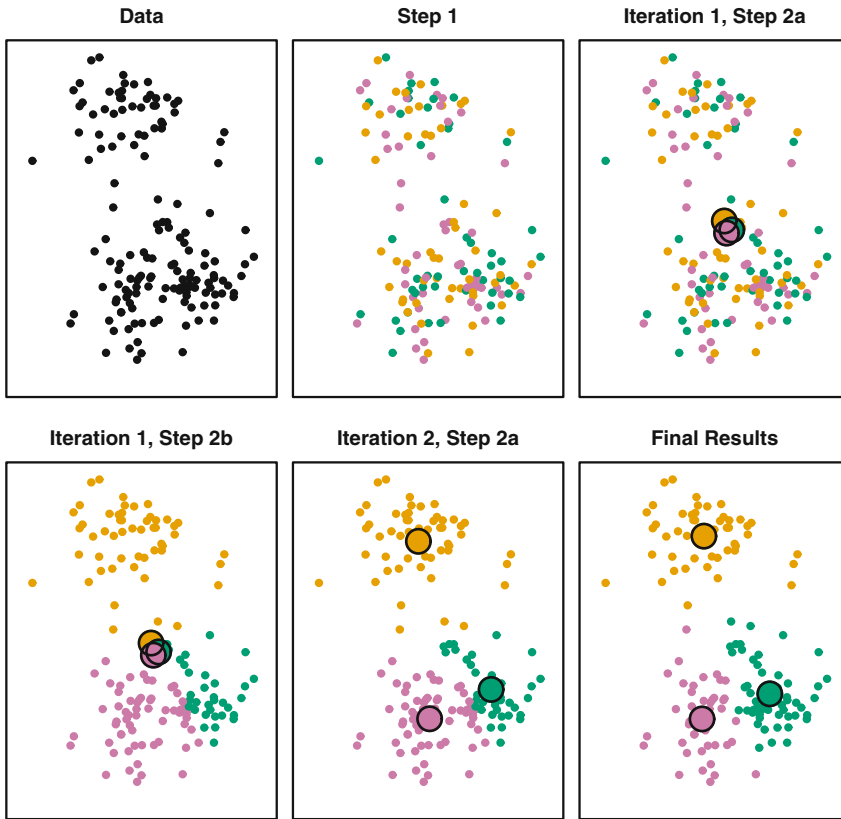 Data
Step 1
Iteration 1, Step 2a
Iteration 1, Step 2b
Iteration 2, Step 2a
Final Results